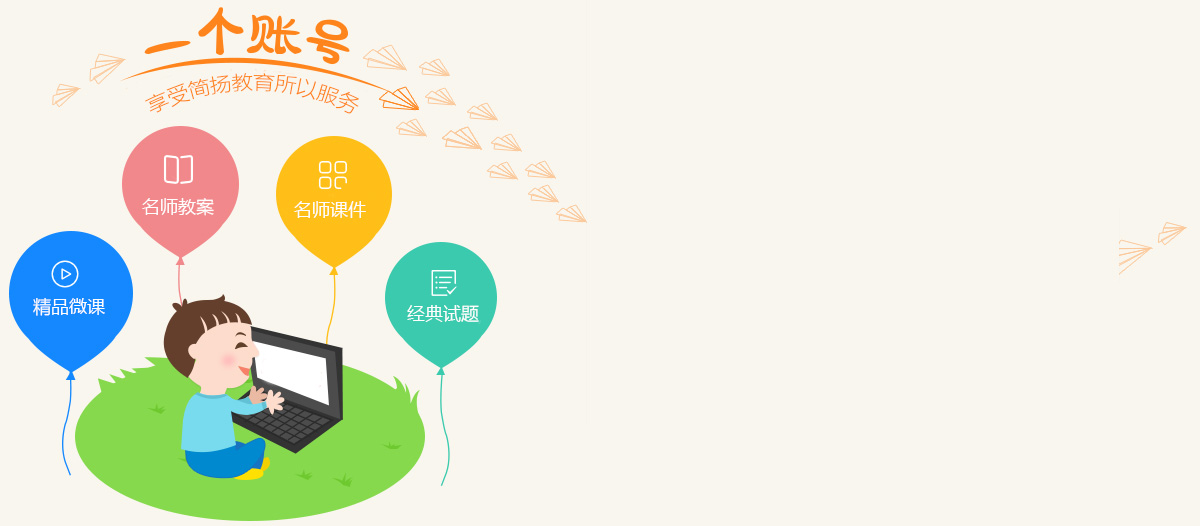 一个账号
享受简扬教育所以服务
名师教案
名师课件
精品微课
经典试题